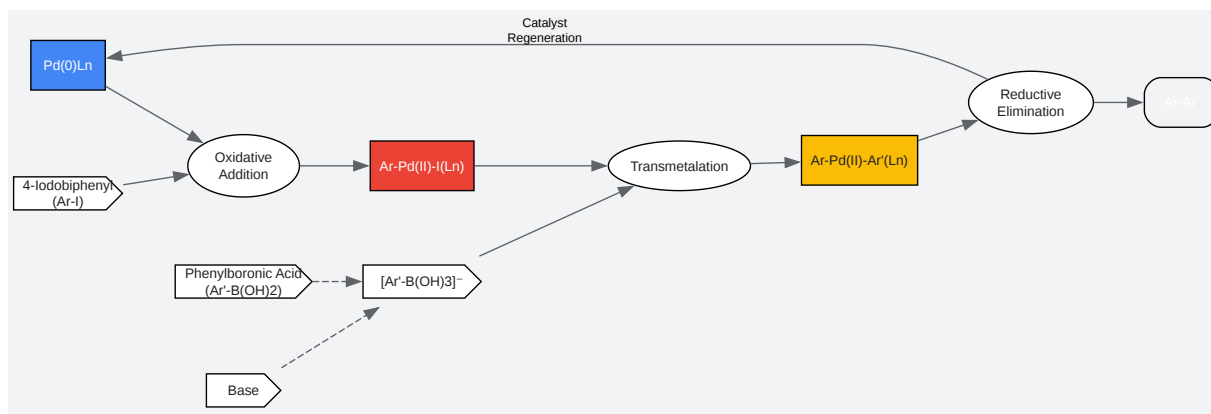 Catalyst
Regeneration
Pd(0)Ln
Reductive
Elimination
Ar-Ar'
Oxidative
Addition
Ar-Pd(II)-I(Ln)
Transmetalation
Ar-Pd(II)-Ar'(Ln)
4-Iodobiphenyl
(Ar-I)
Phenylboronic Acid
(Ar'-B(OH)2)
[Ar'-B(OH)3]⁻
Base